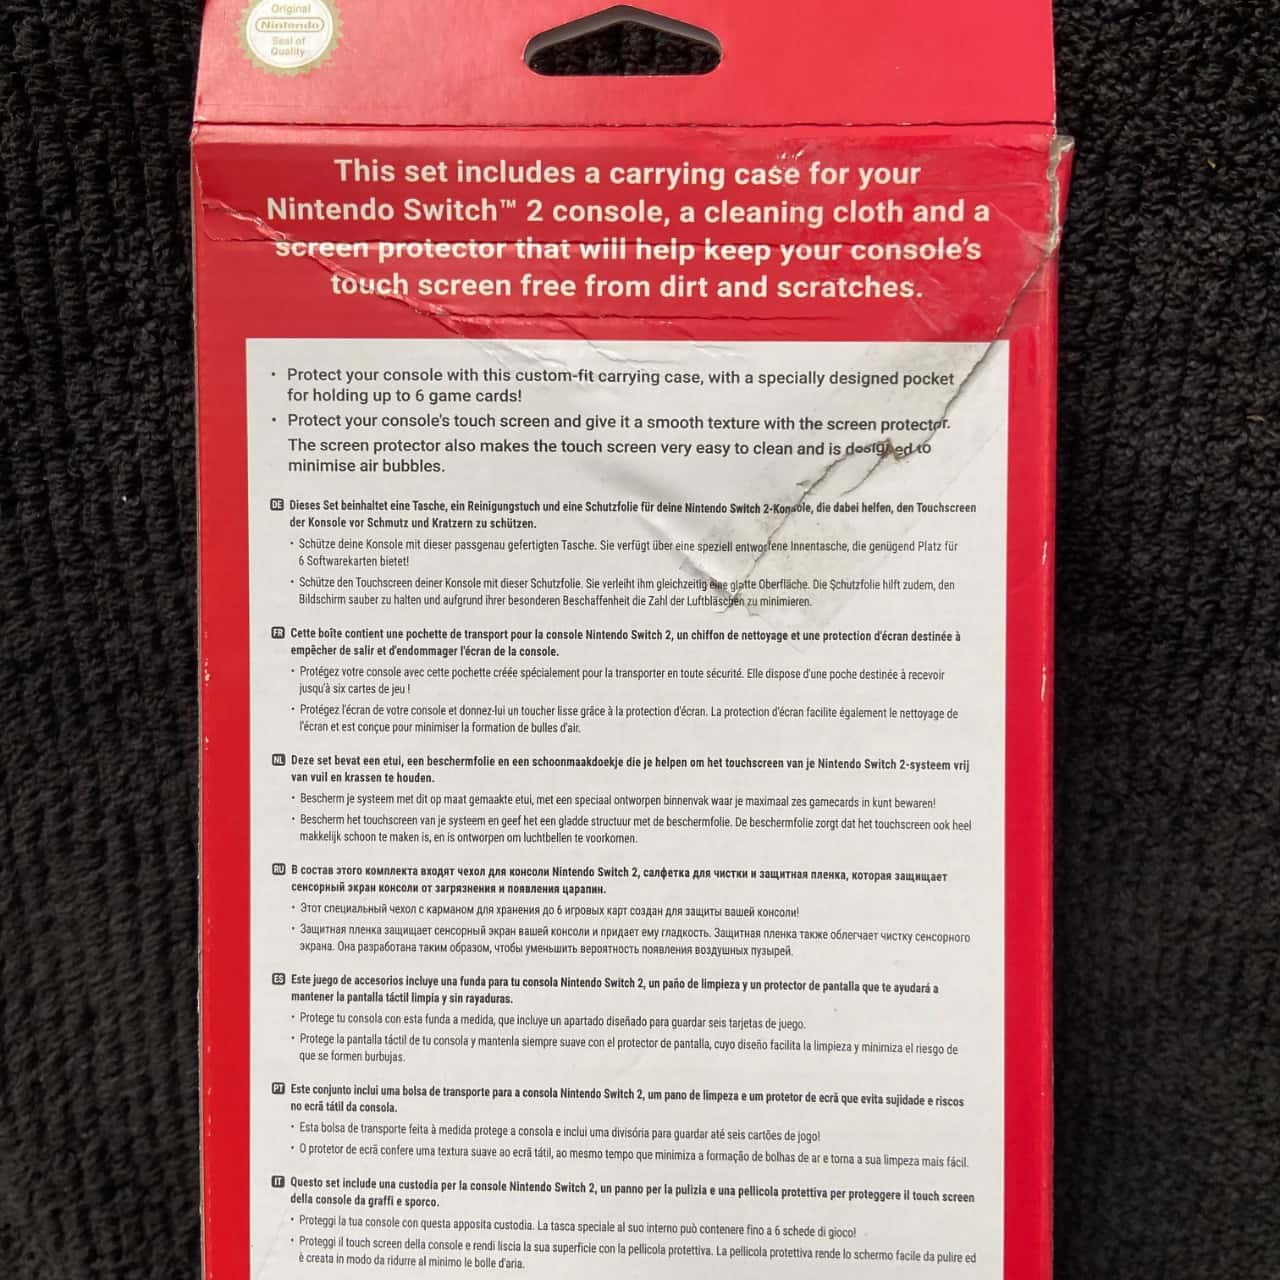 Original
Nintendo
Seal of
Quality
This set includes a carrying case for your
Nintendo Switch™ 2 console, a cleaning cloth and a
screen protector that will help keep your console's
touch screen free from dirt and scratches.
• Protect your console with this custom-fit carrying case, with a specially designed pocket
for holding up to 6 game cards!
• Protect your console's touch screen and give it a smooth texture with the screen protector.
The screen protector also makes the touch screen very easy to clean and is designed to
minimise air bubbles.
DE Dieses Set beinhaltet eine Tasche, ein Reinigungstuch und eine Schutzfolie für deine Nintendo Switch 2-Konsole, die dabei helfen, den Touchscreen
der Konsole vor Schmutz und Kratzern zu schützen.
• Schütze deine Konsole mit dieser passgenau gefertigten Tasche. Sie verfügt über eine speziell entworfene Innentasche, die genügend Platz für
6 Softwarekarten bietet!
• Schütze den Touchscreen deiner Konsole mit dieser Schutzfolie. Sie verleiht ihm gleichzeitig eine glatte Oberfläche. Die Schutzfolie hilft zudem, den
Bildschirm sauber zu halten und aufgrund ihrer besonderen Beschaffenheit die Zahl der Luftbläschen zu minimieren.
FR Cette boîte contient une pochette de transport pour la console Nintendo Switch 2, un chiffon de nettoyage et une protection d'écran destinée à
empêcher de salir et d'endommager l'écran de la console.
• Protégez votre console avec cette pochette créée spécialement pour la transporter en toute sécurité. Elle dispose d'une poche destinée à recevoir
jusqu'à six cartes de jeu !
• Protégez l'écran de votre console et donnez-lui un toucher lisse grâce à la protection d'écran. La protection d'écran facilite également le nettoyage de
l'écran et est conçue pour minimiser la formation de bulles d'air.
NL Deze set bevat een etui, een beschermfolie en een schoonmaakdoekje die je helpen om het touchscreen van je Nintendo Switch 2-systeem vrij
van vuil en krassen te houden.
• Bescherm je systeem met dit op maat gemaakte etui, met een speciaal ontworpen binnenvak waar je maximaal zes gamecards in kunt bewaren!
• Bescherm het touchscreen van je systeem en geef het een gladde structuur met de beschermfolie. De beschermfolie zorgt dat het touchscreen ook heel
makkelijk schoon te maken is, en is ontworpen om luchtbellen te voorkomen.
RU В состав этого комплекта входят чехол для консоли Nintendo Switch 2, салфетка для чистки и защитная пленка, которая защищает
сенсорный экран консоли от загрязнения и появления царапин.
• Этот специальный чехол с карманом для хранения до 6 игровых карт создан для защиты вашей консоли!
• Защитная пленка защищает сенсорный экран вашей консоли и придает ему гладкость. Защитная пленка также облегчает чистку сенсорного
экрана. Она разработана таким образом, чтобы уменьшить вероятность появления воздушных пузырей.
ES Este juego de accesorios incluye una funda para tu consola Nintendo Switch 2, un paño de limpieza y un protector de pantalla que te ayudará a
mantener la pantalla táctil limpia y sin rayaduras.
• Protege tu consola con esta funda a medida, que incluye un apartado diseñado para guardar seis tarjetas de juego.
• Protege la pantalla táctil de tu consola y mantenla siempre suave con el protector de pantalla, cuyo diseño facilita la limpieza y minimiza el riesgo de
que se formen burbujas.
PT Este conjunto inclui uma bolsa de transporte para a consola Nintendo Switch 2, um pano de limpeza e um protetor de ecrã que evita sujidade e riscos
no ecrã tátil da consola.
• Esta bolsa de transporte feita à medida protege a consola e inclui uma divisória para guardar até seis cartões de jogo!
• O protetor de ecrã confere uma textura suave ao ecrã tátil, ao mesmo tempo que minimiza a formação de bolhas de ar e torna a sua limpeza mais fácil.
IT Questo set include una custodia per la console Nintendo Switch 2, un panno per la pulizia e una pellicola protettiva per proteggere il touch screen
della console da graffi e sporco.
• Proteggi la tua console con questa apposita custodia. La tasca speciale al suo interno può contenere fino a 6 schede di gioco!
• Proteggi il touch screen della console e rendi liscia la sua superficie con la pellicola protettiva. La pellicola protettiva rende lo schermo facile da pulire ed
è creata in modo da ridurre al minimo le bolle d'aria.